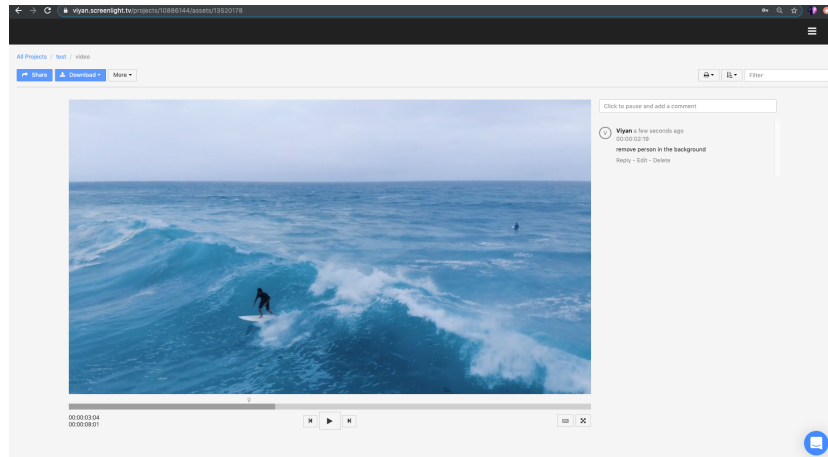 viyan.screenlight.tv/projects/10886144/assets/13520178
All Projects / test / video
Share Download More Filter
Click to pause and add a comment
V Viyan a few seconds ago
00:00:02:19
remove person in the background
Reply - Edit - Delete
00:00:03:04
00:00:08:01